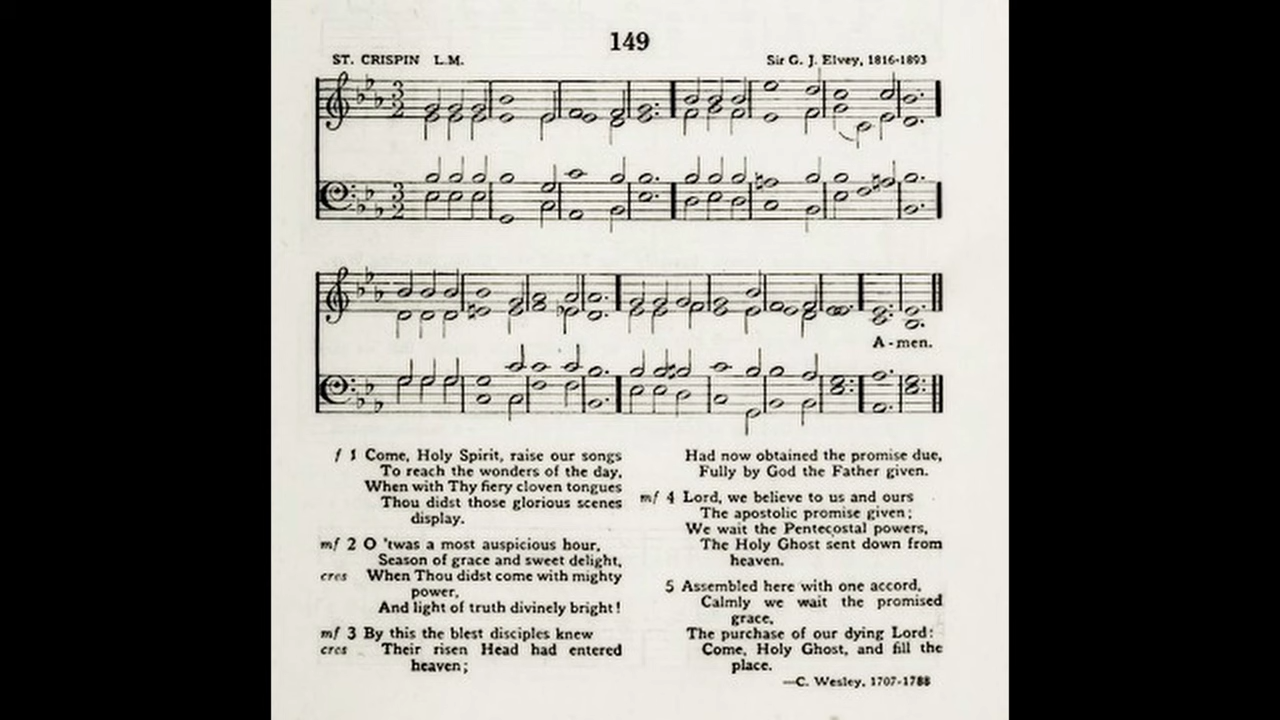 149
ST. CRISPIN L.M.
Sir G. J. Elvey, 1816-1893
A-men.
f 1 Come, Holy Spirit, raise our songs
To reach the wonders of the day,
When with Thy fiery cloven tongues
Thou didst those glorious scenes
display.
mf 2 O 'twas a most auspicious hour,
Season of grace and sweet delight,
cres When Thou didst come with mighty
power,
And light of truth divinely bright!
mf 3 By this the blest disciples knew
cres Their risen Head had entered
heaven;
Had now obtained the promise due,
Fully by God the Father given.
mf 4 Lord, we believe to us and ours
The apostolic promise given;
We wait the Pentecostal powers,
The Holy Ghost sent down from
heaven.
5 Assembled here with one accord,
Calmly we wait the promised
grace,
The purchase of our dying Lord:
Come, Holy Ghost, and fill the
place.
—C. Wesley, 1707-1788